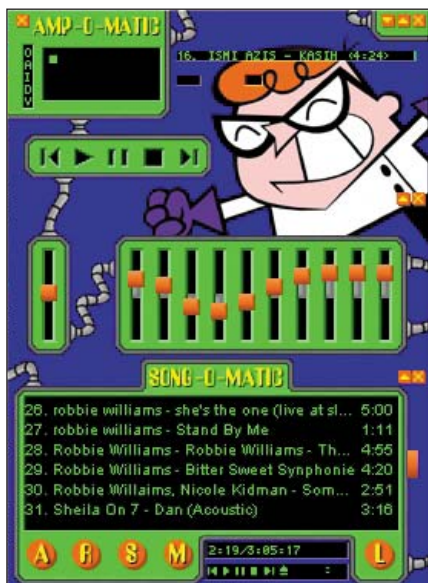 AMP-O-MATIC
O
A
I
D
V
16. ISMI AZIS - KASIH <4:24>
SONG-O-MATIC
26. robbie williams - she's the one (live at sl... 5:00
27. robbie williams - Stand By Me 1:11
28. Robbie Williams - Robbie Williams - Th... 4:55
29. Robbie Williams - Bitter Sweet Synphonie 4:20
30. Robbie Willaims, Nicole Kidman - Som... 2:51
31. Sheila On 7 - Dan (Acoustic) 3:16
A R S M 2:19/3:05:17 L